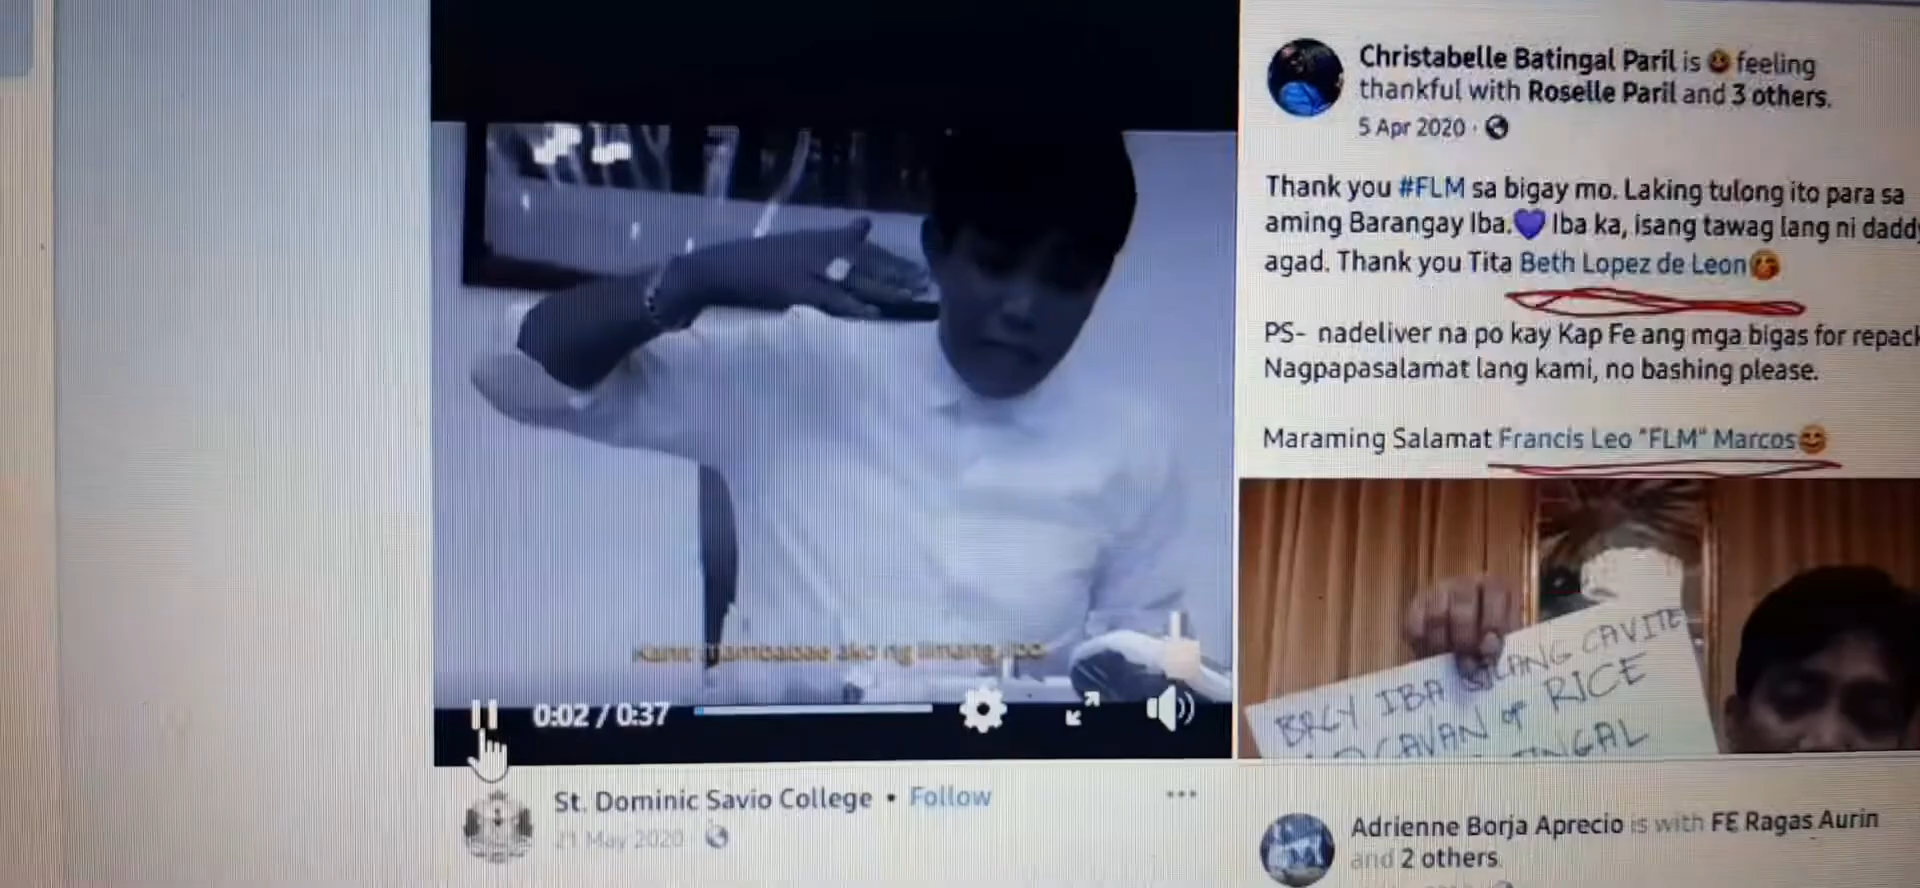 Christabelle Batingal Paril is feeling
thankful with Roselle Paril and 3 others.
5 Apr 2020 ·
Thank you #FLM sa bigay mo. Laking tulong ito para sa
aming Barangay Iba. Iba ka, isang tawag lang ni daddy
agad. Thank you Tita Beth Lopez de Leon
PS- nadeliver na po kay Kap Fe ang mga bigas for repack
Nagpapasalamat lang kami, no bashing please.
Maraming Salamat Francis Leo "FLM" Marcos
BRGY IBA SILANG CAVITE
CAVAN of RICE
ako ng
0:02 / 0:37
St. Dominic Savio College • Follow
21 May 2020
Adrienne Borja Aprecio is with FE Ragas Aurin
and 2 others.